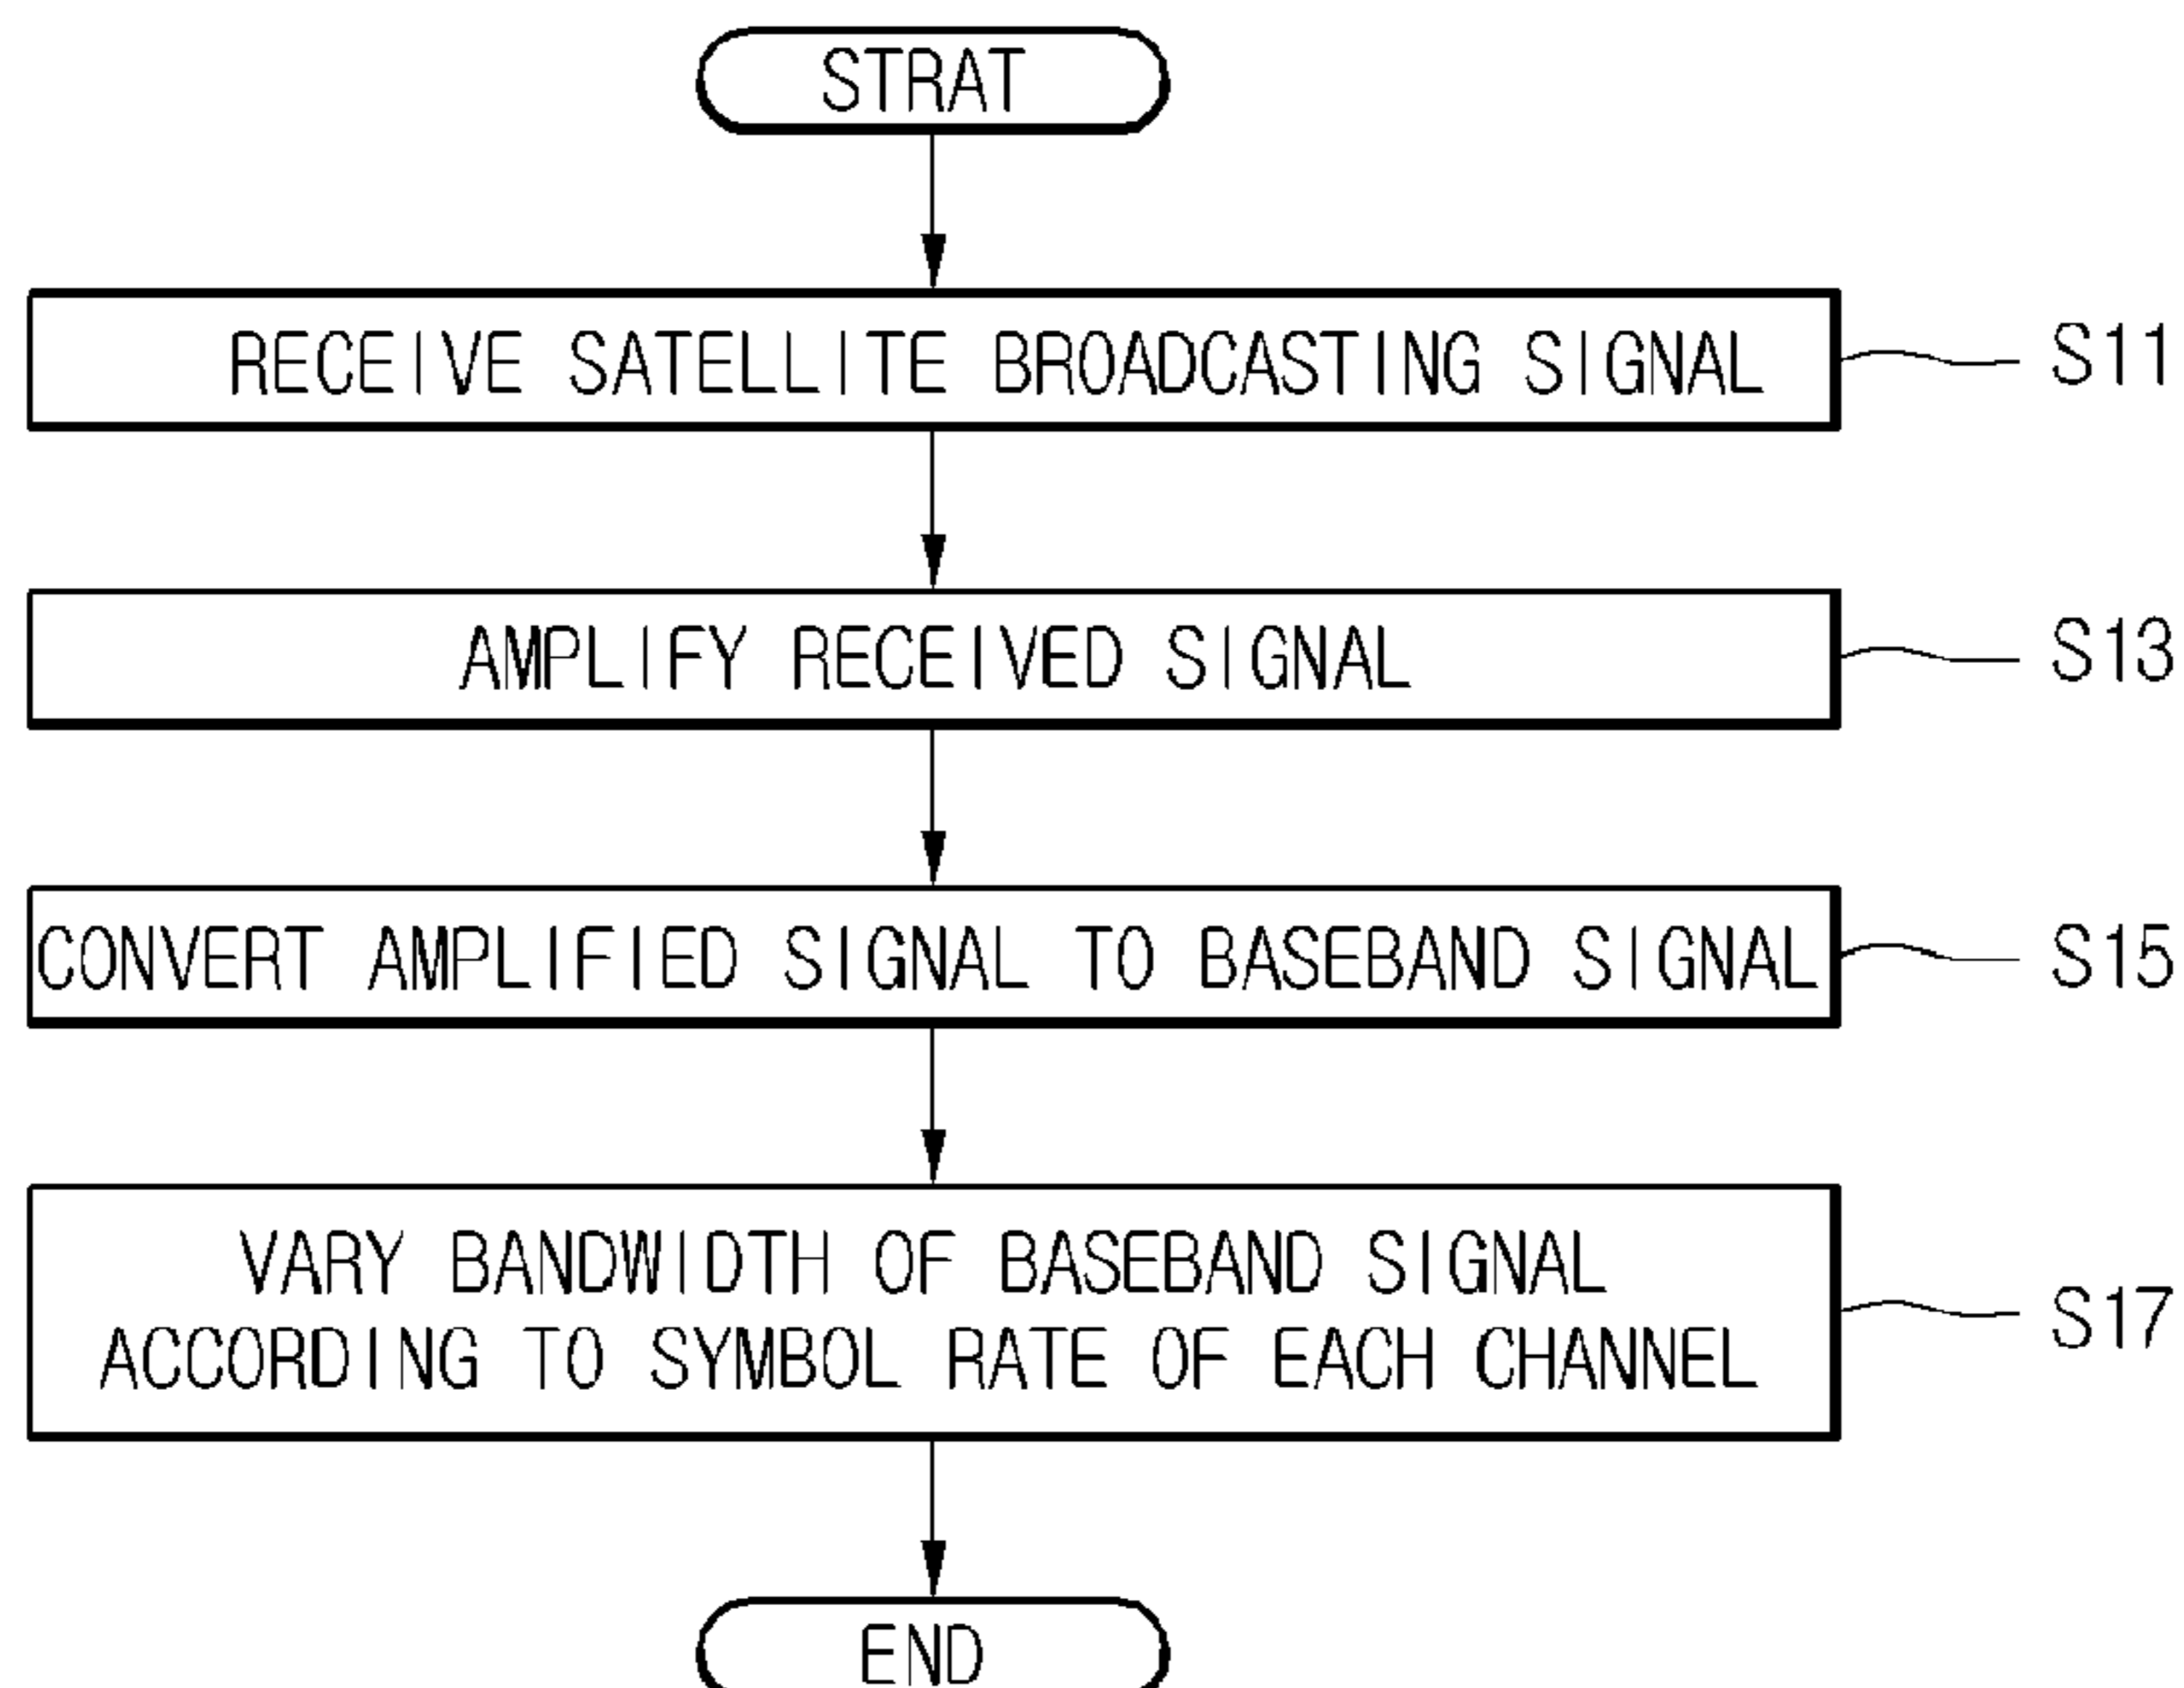 STRAT
RECEIVE SATELLITE BROADCASTING SIGNAL
S11
AMPLIFY RECEIVED SIGNAL
S13
CONVERT AMPLIFIED SIGNAL TO BASEBAND SIGNAL
S15
VARY BANDWIDTH OF BASEBAND SIGNAL
ACCORDING TO SYMBOL RATE OF EACH CHANNEL
S17
END